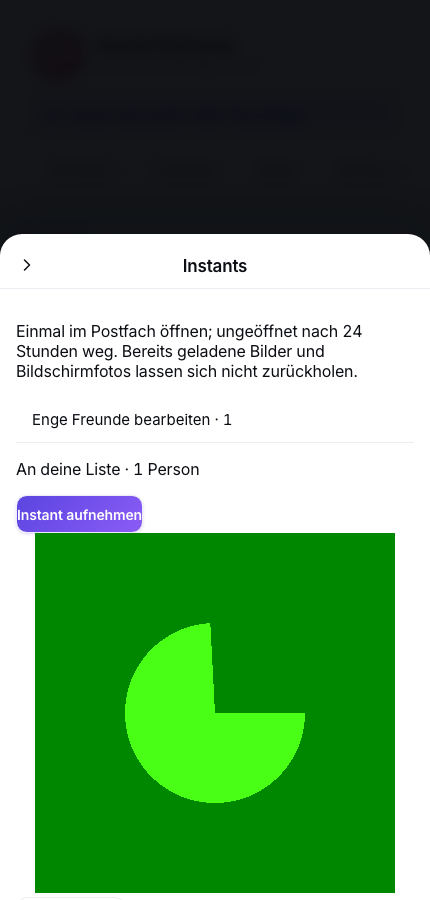 Instants
Einmal im Postfach öffnen; ungeöffnet nach 24
Stunden weg. Bereits geladene Bilder und
Bildschirmfotos lassen sich nicht zurückholen.
Enge Freunde bearbeiten · 1
An deine Liste · 1 Person
Instant aufnehmen